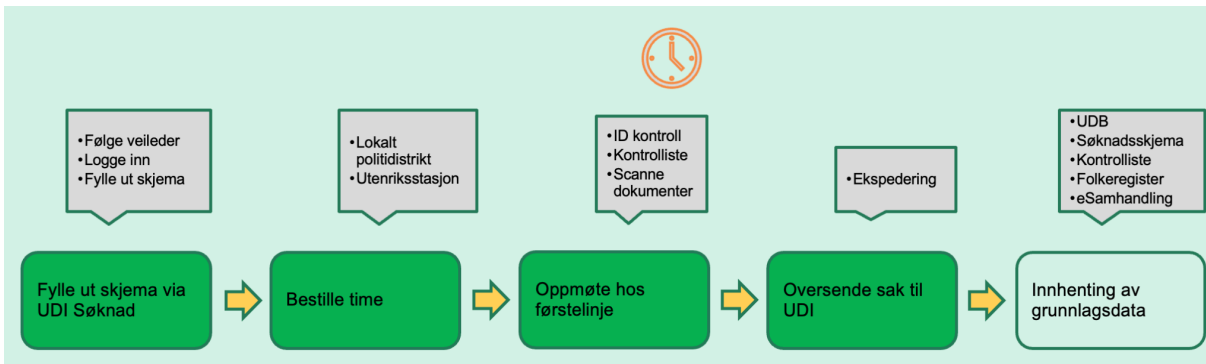 •Følge veileder
•Logge inn
•Fylle ut skjema
•Lokalt
politidistrikt
•Utenriksstasjon
•ID kontroll
•Kontrolliste
•Scanne
dokumenter
•Ekspedering
•UDB
•Søknadsskjema
•Kontrolliste
•Folkeregister
•eSamhandling
Fylle ut skjema via
UDI Søknad
Bestille time
Oppmøte hos
førstelinje
Oversende sak til
UDI
Innhenting av
grunnlagsdata